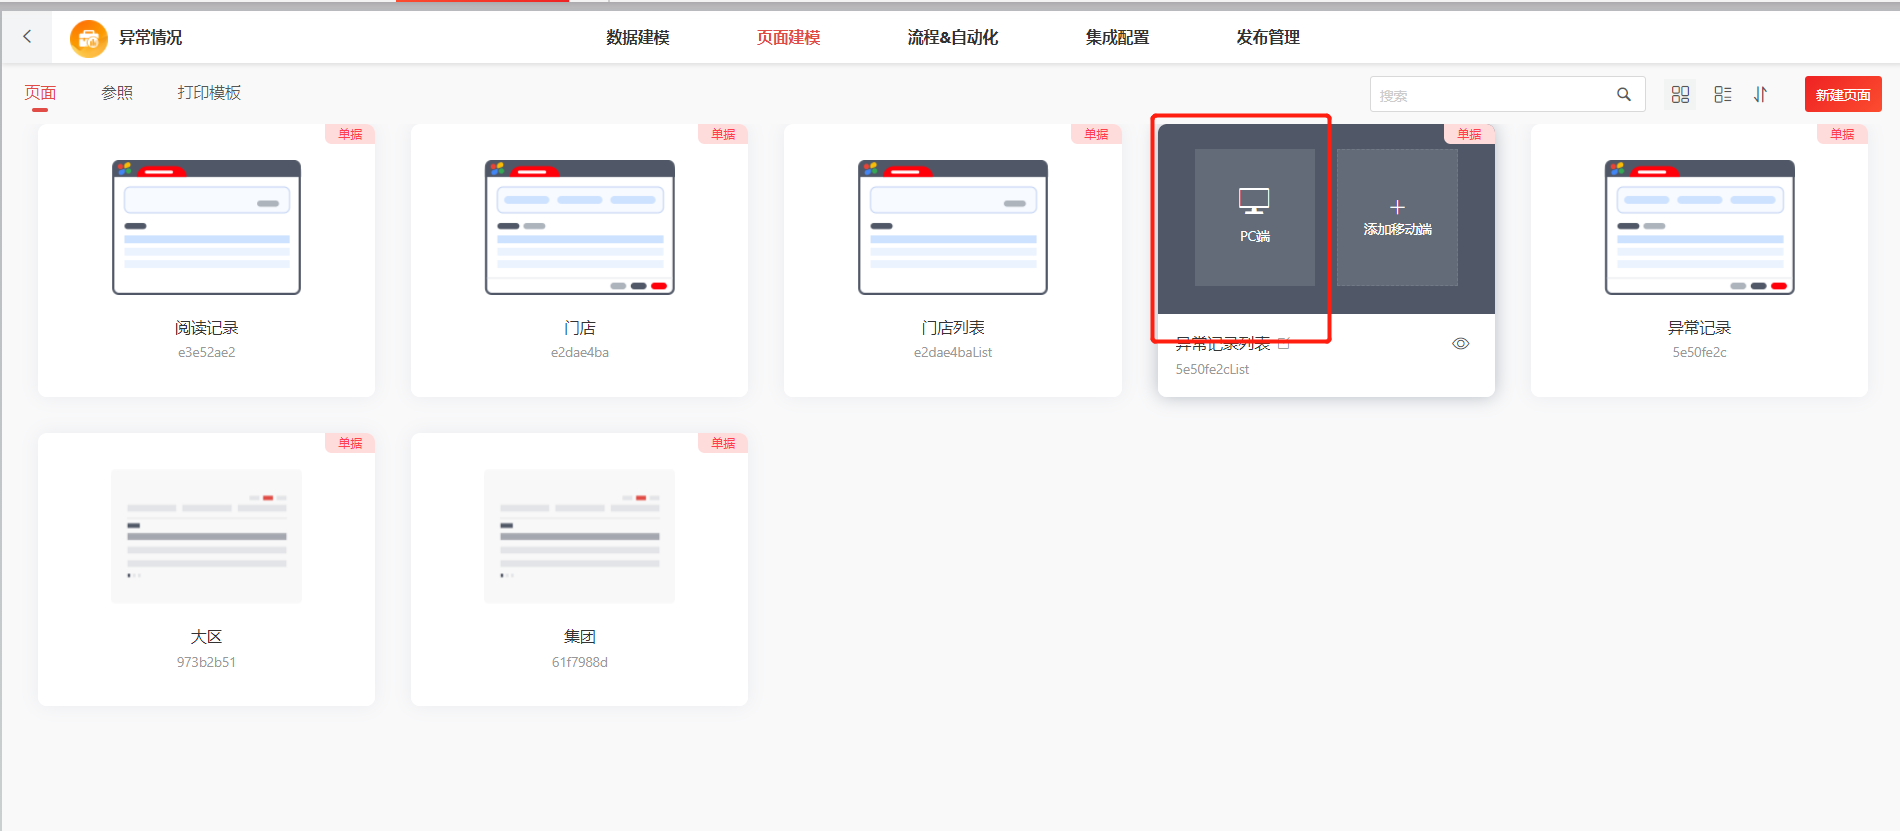 异常情况
数据建模
页面建模
流程&自动化
集成配置
发布管理
页面
参照
打印模板
搜索
新建页面
单据
阅读记录
e3e52ae2
单据
门店
e2dae4ba
单据
门店列表
e2dae4baList
单据
PC端
添加移动端
异常记录列表
5e50fe2cList
单据
异常记录
5e50fe2c
单据
大区
973b2b51
单据
集团
61f7988d